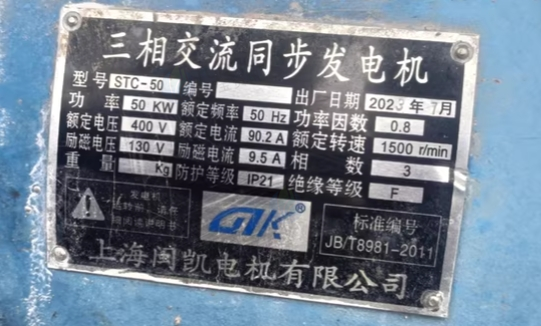 三相交流同步发电机
型号 STC-50 编号 出厂日期 2023年7月
功率 50 KW 额定频率 50 Hz 功率因数 0.8
额定电压 400 V 额定电流 90.2 A 额定转速 1500 r/min
励磁电压 130 V 励磁电流 9.5 A 相数 3
重量 Kg 防护等级 IP21 绝缘等级 F
发电机
GLK
标准编号
JB/T8981-2011
上海闽凯电机有限公司